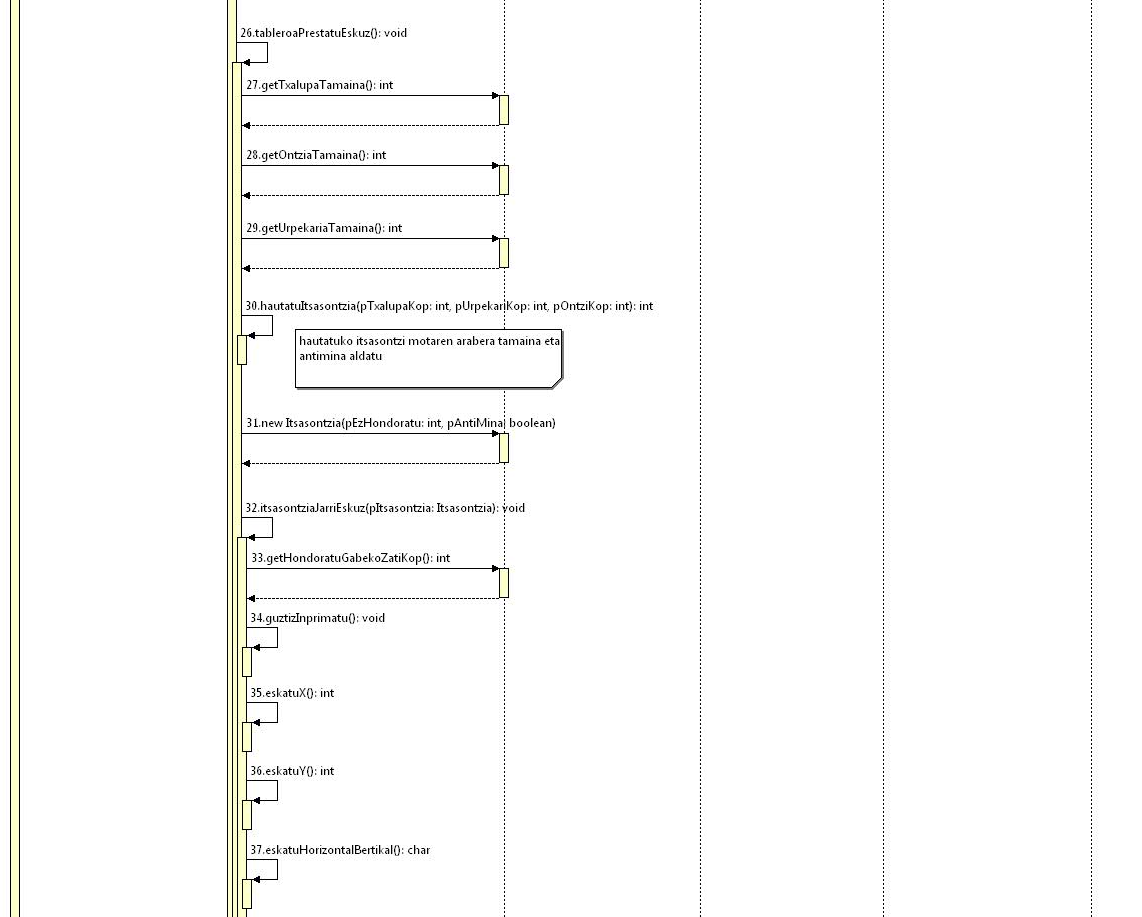 26.tableroaPrestatuEskuz(): void
27.getTxalupaTamaina(): int
28.getOntziaTamaina(): int
29.getUrpekariaTamaina(): int
30.hautatuItsasontzia(pTxalupaKop: int, pUrpekariKop: int, pOntziKop: int): int
hautatuko itsasontzi motaren arabera tamaina eta
antimina aldatu
31.new Itsasontzia(pEzHondoratu: int, pAntiMina: boolean)
32.itsasontziaJarriEskuz(pItsasontzia: Itsasontzia): void
33.getHondoratuGabekoZatiKop(): int
34.guztizInprimatu(): void
35.eskatuX(): int
36.eskatuY(): int
37.eskatuHorizontalBertikal(): char